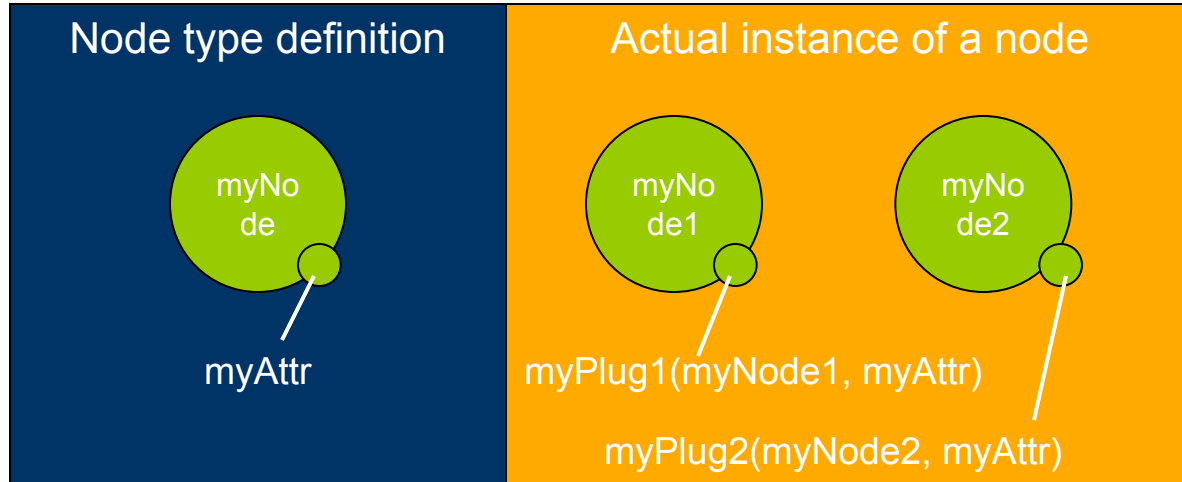 Node type definition
Actual instance of a node
myNo
de
myNo
de1
myNo
de2
myAttr
myPlug1(myNode1, myAttr)
myPlug2(myNode2, myAttr)